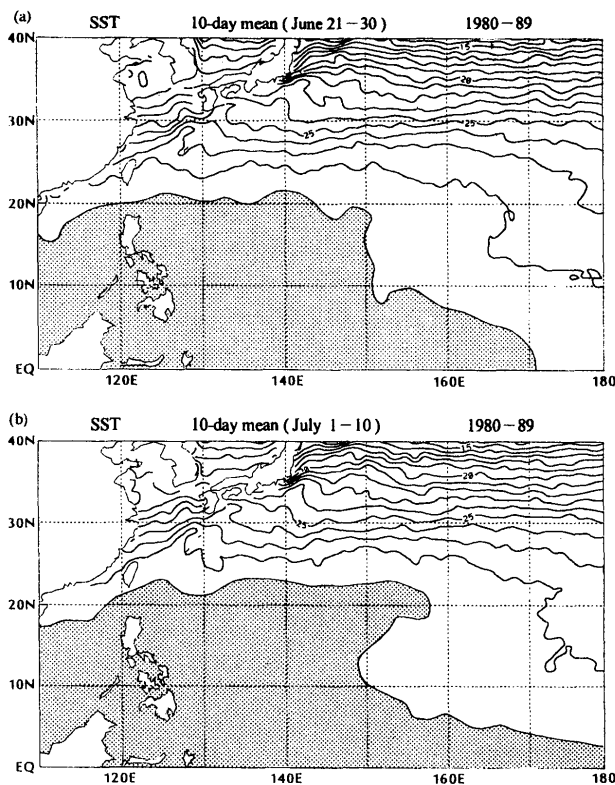 (a) SST 10-day mean (June 21-30) 1980-89
40N
30N
20N
10N
EQ
15
20
25
25
120E 140E 160E 180
(b) SST 10-day mean (July 1-10) 1980-89
40N
30N
20N
10N
EQ
15
20
25
25
120E 140E 160E 180